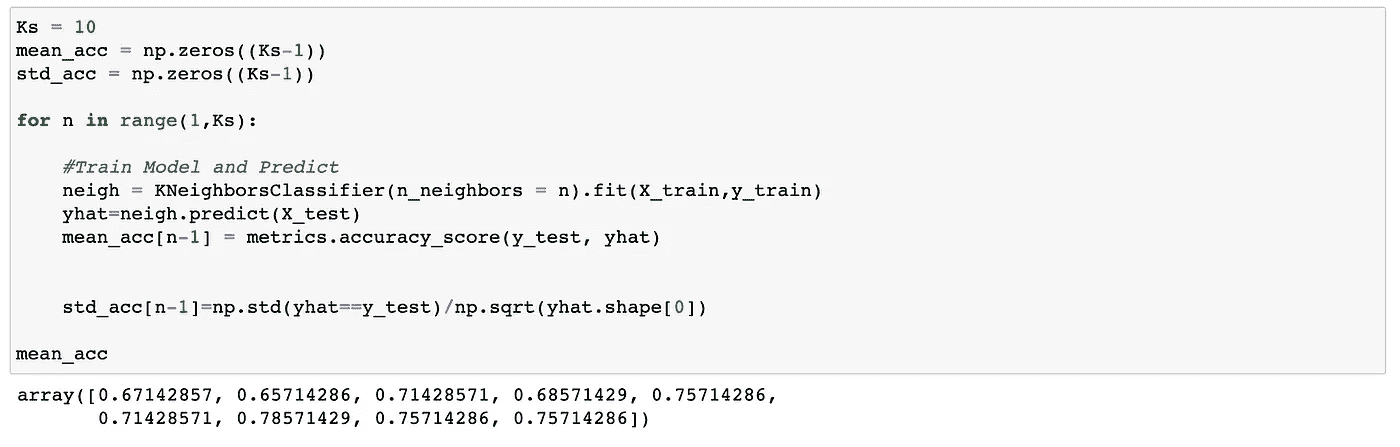 Ks = 10
mean_acc = np.zeros((Ks-1))
std_acc = np.zeros((Ks-1))
for n in range(1,Ks):
#Train Model and Predict
neigh = KNeighborsClassifier(n_neighbors = n).fit(X_train,y_train)
yhat=neigh.predict(X_test)
mean_acc[n-1] = metrics.accuracy_score(y_test, yhat)
std_acc[n-1]=np.std(yhat==y_test)/np.sqrt(yhat.shape[0])
mean_acc
array([0.67142857, 0.65714286, 0.71428571, 0.68571429, 0.75714286,
0.71428571, 0.78571429, 0.75714286, 0.75714286])